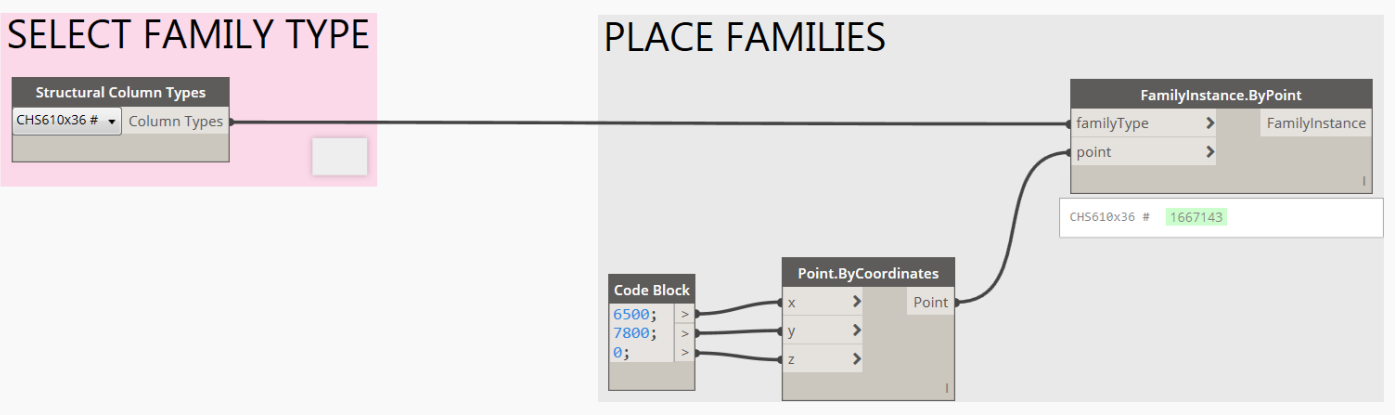 SELECT FAMILY TYPE
PLACE FAMILIES
Structural Column Types
CHS610x36 # Column Types
FamilyInstance.ByPoint
familyType > FamilyInstance
point >
CHS610x36 # 1667143
Code Block
6500; >
7800; >
0; >
Point.ByCoordinates
x > Point
y >
z >